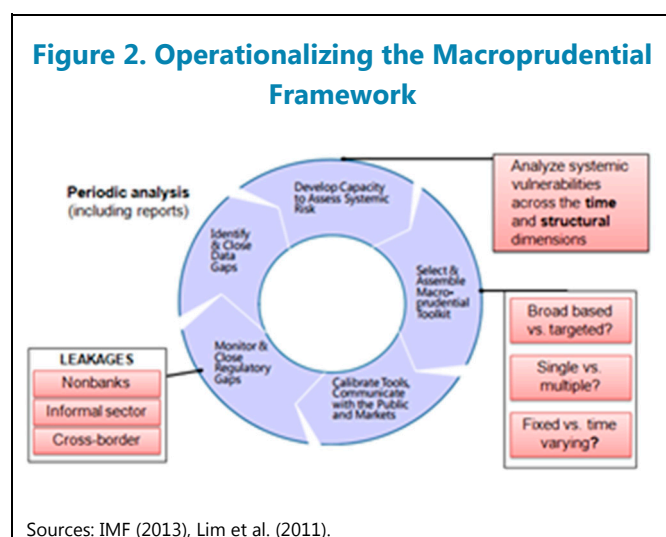 Figure 2. Operationalizing the Macroprudential
Framework
Periodic analysis
(including reports)
Develop Capacity
to Assess Systemic
Risk
Analyze systemic
vulnerabilities
across the time
and structural
dimensions
Identify
& Close
Data
Gaps
Select &
Assemble
Macro-
prudential
Toolkit
Broad based
vs. targeted?
Single vs.
multiple?
Fixed vs. time
varying?
Monitor &
Close
Regulatory
Gaps
Calibrate Tools,
Communicate
with the Public
and Markets
LEAKAGES
Nonbanks
Informal sector
Cross-border
Sources: IMF (2013), Lim et al. (2011).